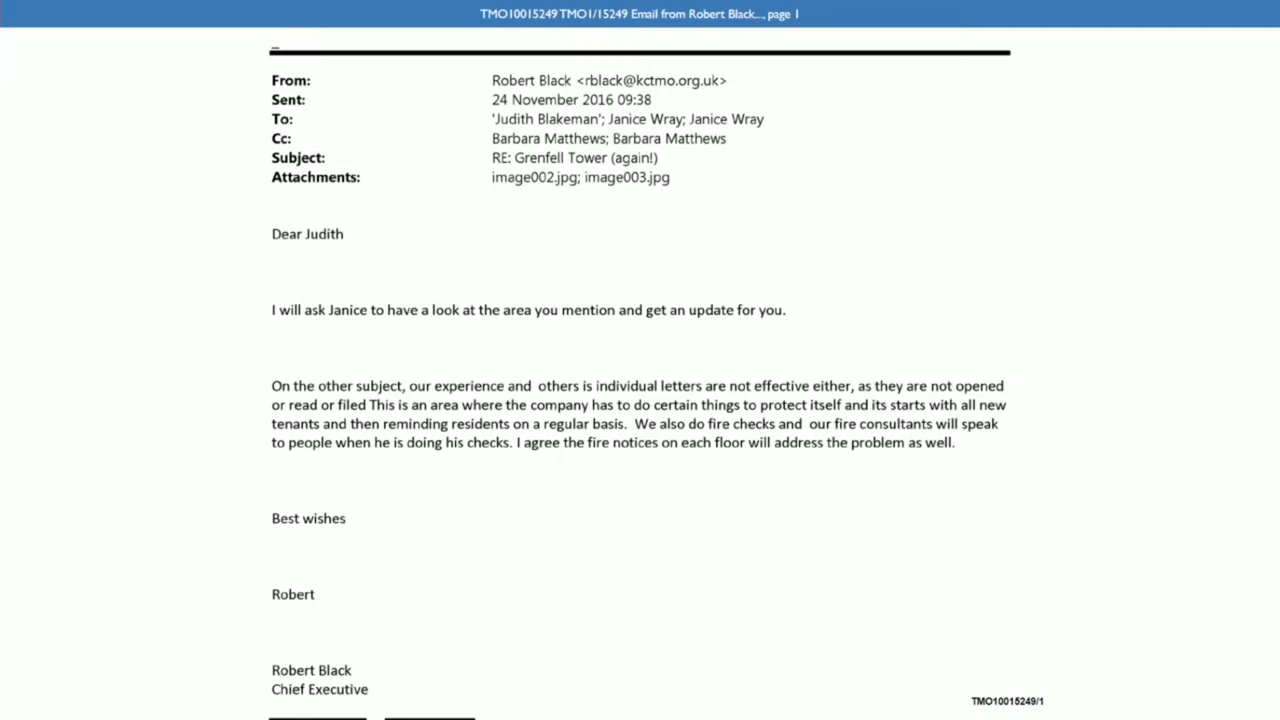 TMO10015249 TMO1/15249 Email from Robert Black..., page 1
From: Robert Black <rblack@kctmo.org.uk>
Sent: 24 November 2016 09:38
To: 'Judith Blakeman'; Janice Wray; Janice Wray
Cc: Barbara Matthews; Barbara Matthews
Subject: RE: Grenfell Tower (again!)
Attachments: image002.jpg; image003.jpg
Dear Judith
I will ask Janice to have a look at the area you mention and get an update for you.
On the other subject, our experience and  others is individual letters are not effective either, as they are not opened
or read or filed This is an area where the company has to do certain things to protect itself and its starts with all new
tenants and then reminding residents on a regular basis.  We also do fire checks and  our fire consultants will speak
to people when he is doing his checks. I agree the fire notices on each floor will address the problem as well.
Best wishes
Robert
Robert Black
Chief Executive
TMO10015249/1